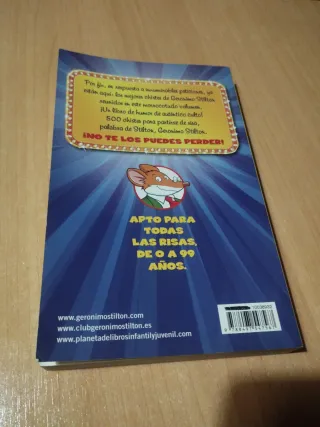 Por fin, en respuesta a innumerables peticiones, ya
están aquí: los mejores chistes de Geronimo Stilton
reunidos en este morrocotudo volumen.
¡Un libro de humor de auténtico culto!
500 chistes para partirse de risa,
palabra de Stilton, Geronimo Stilton.
¡NO TE LOS PUEDES PERDER!
APTO PARA
TODAS
LAS RISAS,
DE 0 A 99
AÑOS.
www.geronimostilton.com
www.clubgeronimostilton.es
www.planetadelibrosinfantilyjuvenil.com